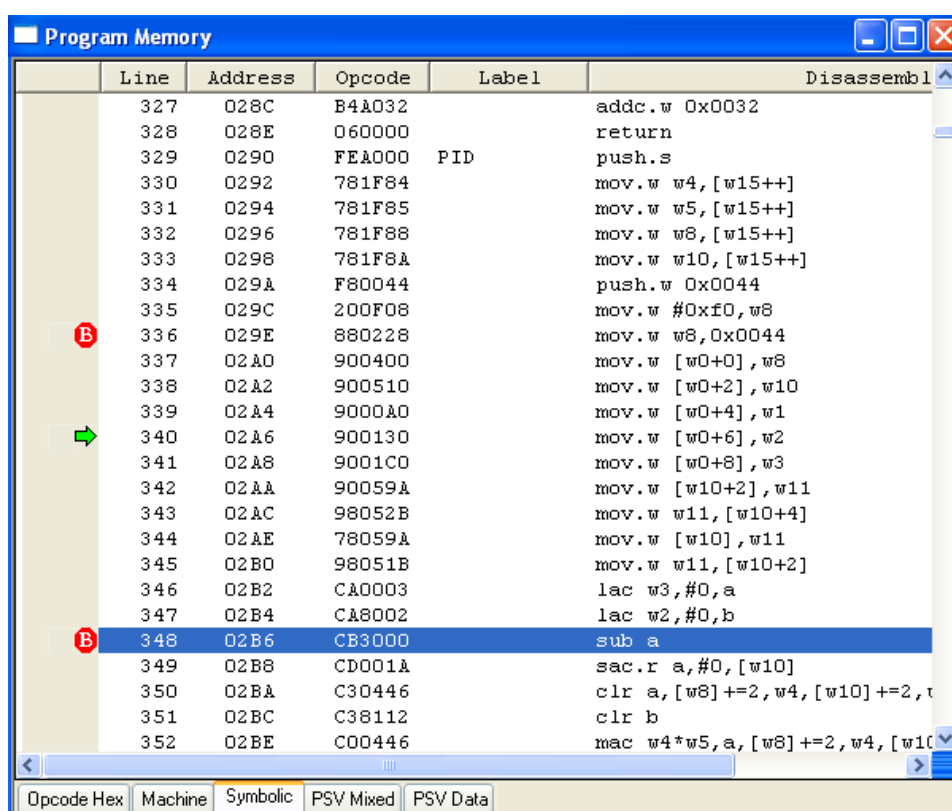 Program Memory
Line Address Opcode Label Disassembl
327 028C B4A032 addc.w 0x0032
328 028E 060000 return
329 0290 FEA000 PID push.s
330 0292 781F84 mov.w w4,[w15++]
331 0294 781F85 mov.w w5,[w15++]
332 0296 781F88 mov.w w8,[w15++]
333 0298 781F8A mov.w w10,[w15++]
334 029A F80044 push.w 0x0044
335 029C 200F08 mov.w #0xf0,w8
B 336 029E 880228 mov.w w8,0x0044
337 02A0 900400 mov.w [w0+0],w8
338 02A2 900510 mov.w [w0+2],w10
339 02A4 9000A0 mov.w [w0+4],w1
340 02A6 900130 mov.w [w0+6],w2
341 02A8 9001C0 mov.w [w0+8],w3
342 02AA 90059A mov.w [w10+2],w11
343 02AC 98052B mov.w w11,[w10+4]
344 02AE 78059A mov.w [w10],w11
345 02B0 98051B mov.w w11,[w10+2]
346 02B2 CA0003 lac w3,#0,a
347 02B4 CA8002 lac w2,#0,b
B 348 02B6 CB3000 sub a
349 02B8 CD001A sac.r a,#0,[w10]
350 02BA C30446 clr a,[w8]+=2,w4,[w10]+=2,
351 02BC C38112 clr b
352 02BE C00446 mac w4*w5,a,[w8]+=2,w4,[w10
Opcode Hex Machine Symbolic PSV Mixed PSV Data